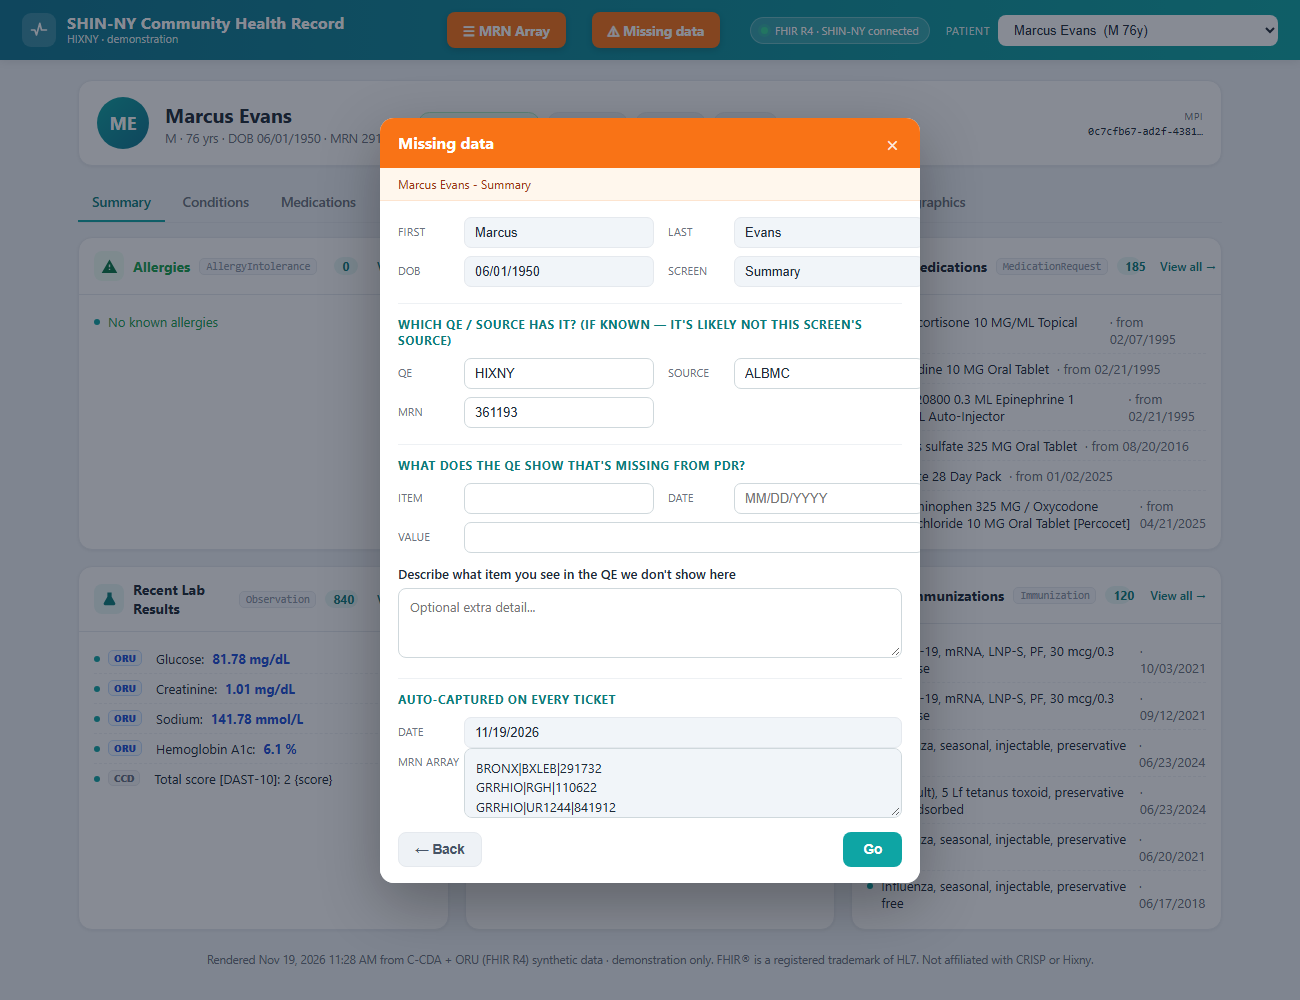 SHIN-NY Community Health Record
HIXNY · demonstration
☰ MRN Array
⚠ Missing data
FHIR R4 · SHIN-NY connected
PATIENT
Marcus Evans (M 76y)
ME
Marcus Evans
M · 76 yrs · DOB 06/01/1950 · MRN 291
MPI
0c7cfb67-ad2f-4381…
Summary
Conditions
Medications
raphics
Allergies
AllergyIntolerance
0
No known allergies
edications
MedicationRequest
185
View all →
cortisone 10 MG/ML Topical
· from 02/07/1995
dine 10 MG Oral Tablet · from 02/21/1995
0800 0.3 ML Epinephrine 1
L Auto-Injector
· from 02/21/1995
s sulfate 325 MG Oral Tablet · from 08/20/2016
e 28 Day Pack · from 01/02/2025
ninophen 325 MG / Oxycodone
chloride 10 MG Oral Tablet [Percocet]
· from 04/21/2025
Recent Lab Results
Observation
840
ORU Glucose: 81.78 mg/dL
ORU Creatinine: 1.01 mg/dL
ORU Sodium: 141.78 mmol/L
ORU Hemoglobin A1c: 6.1 %
CCD Total score [DAST-10]: 2 {score}
mmunizations
Immunization
120
View all →
-19, mRNA, LNP-S, PF, 30 mcg/0.3
se
· 10/03/2021
-19, mRNA, LNP-S, PF, 30 mcg/0.3
se
· 09/12/2021
za, seasonal, injectable, preservative
· 06/23/2024
ult), 5 Lf tetanus toxoid, preservative
dsorbed
· 06/23/2024
za, seasonal, injectable, preservative
· 06/20/2021
Influenza, seasonal, injectable, preservative
free
· 06/17/2018
Missing data
×
Marcus Evans - Summary
FIRST
Marcus
LAST
Evans
DOB
06/01/1950
SCREEN
Summary
WHICH QE / SOURCE HAS IT? (IF KNOWN — IT'S LIKELY NOT THIS SCREEN'S
SOURCE)
QE
HIXNY
SOURCE
ALBMC
MRN
361193
WHAT DOES THE QE SHOW THAT'S MISSING FROM PDR?
ITEM
DATE
MM/DD/YYYY
VALUE
Describe what item you see in the QE we don't show here
Optional extra detail...
AUTO-CAPTURED ON EVERY TICKET
DATE
11/19/2026
MRN ARRAY
BRONX|BXLEB|291732
GRRHIO|RGH|110622
GRRHIO|UR1244|841912
← Back
Go
Rendered Nov 19, 2026 11:28 AM from C-CDA + ORU (FHIR R4) synthetic data · demonstration only. FHIR® is a registered trademark of HL7. Not affiliated with CRISP or Hixny.